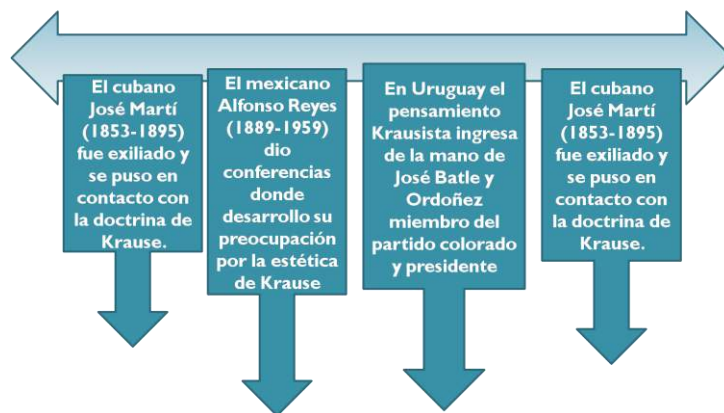 El cubano
José Martí
(1853-1895)
fue exiliado y
se puso en
contacto con
la doctrina de
Krause.
El mexicano
Alfonso Reyes
(1889-1959)
dio
conferencias
donde
desarrollo su
preocupación
por la estética
de Krause
En Uruguay el
pensamiento
Krausista ingresa
de la mano de
José Batle y
Ordoñez
miembro del
partido colorado
y presidente
El cubano
José Martí
(1853-1895)
fue exiliado y
se puso en
contacto con
la doctrina de
Krause.